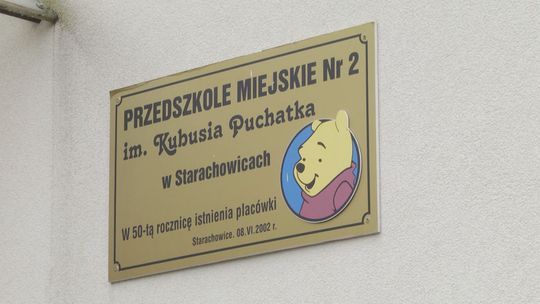 PRZEDSZKOLE MIEJSKIE Nr 2
im. Kubusia Puchatka
w Starachowicach
W 50-tą rocznicę istnienia placówki
Starachowice. 08.VI.2002 r.